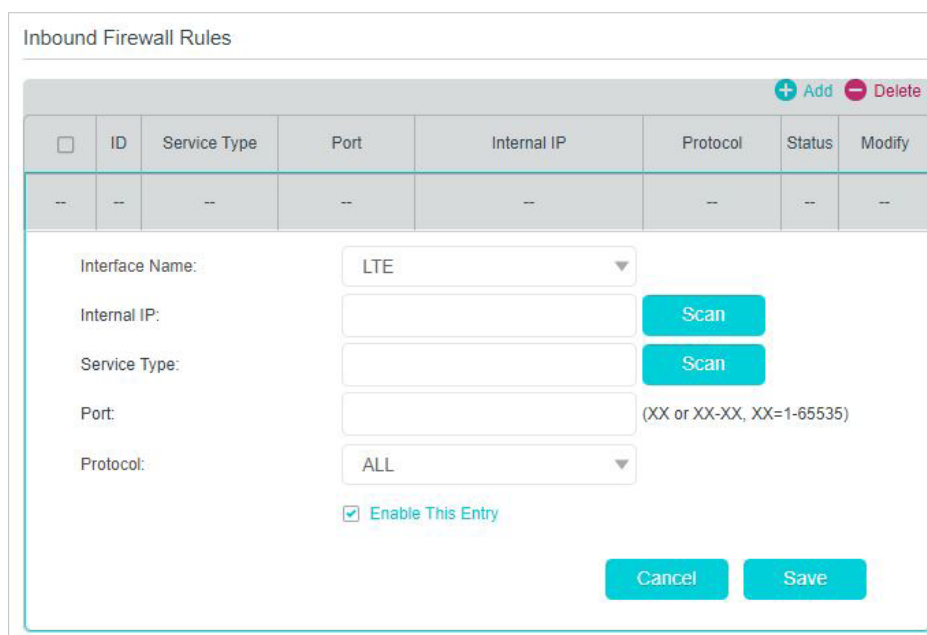 Inbound Firewall Rules
Add Delete
ID Service Type Port Internal IP Protocol Status Modify
-- -- -- -- -- -- -- --
Interface Name: LTE
Internal IP: Scan
Service Type: Scan
Port: (XX or XX-XX, XX=1-65535)
Protocol: ALL
Enable This Entry
Cancel Save